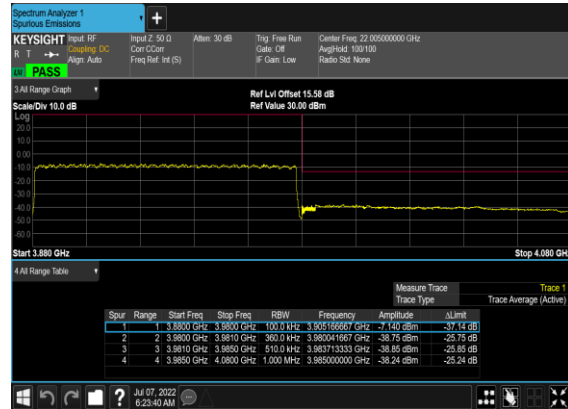 Spectrum Analyzer 1
Spurious Emissions
+
KEYSIGHT Input: RF Input Z: 50 Ω Atten: 30 dB Trig: Free Run Center Freq: 22.005000000 GHz
R T Coupling: DC Corr CCorr Gate: Off Avg|Hold: 100/100
Align: Auto Freq Ref: Int (S) IF Gain: Low Radio Std: None
PASS
3 All Range Graph
Ref Lvl Offset 15.58 dB
Scale/Div 10.0 dB Ref Value 30.00 dBm
Log
20.0
10.0
0.00
-10.0
-20.0
-30.0
-40.0
-50.0
-60.0
Start 3.880 GHz Stop 4.080 GHz
4 All Range Table
Measure Trace Trace 1
Trace Type Trace Average (Active)
Spur Range Start Freq Stop Freq RBW Frequency Amplitude ΔLimit
1 1 3.8800 GHz 3.9800 GHz 100.0 kHz 3.905166667 GHz -7.140 dBm -37.14 dB
2 2 3.9800 GHz 3.9810 GHz 360.0 kHz 3.980041667 GHz -38.75 dBm -25.75 dB
3 3 3.9810 GHz 3.9850 GHz 510.0 kHz 3.983713333 GHz -38.85 dBm -25.85 dB
4 4 3.9850 GHz 4.0800 GHz 1.000 MHz 3.985000000 GHz -38.24 dBm -25.24 dB
? Jul 07, 2022
6:23:40 AM